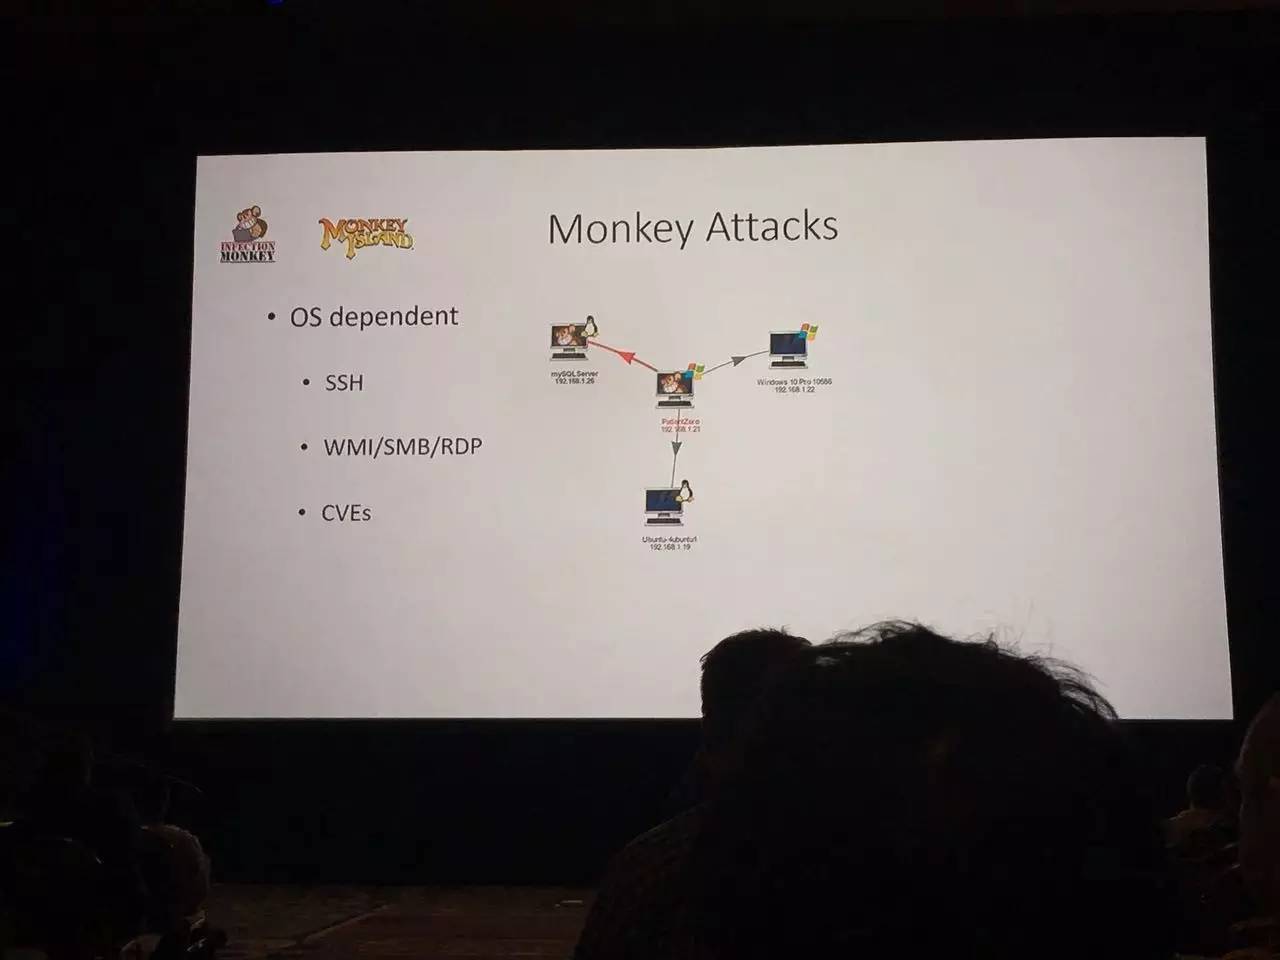 INFECTION
MONKEY
MONKEY
ISLAND
Monkey Attacks
• OS dependent
• SSH
• WMI/SMB/RDP
• CVEs
mySQLServer
192.168.1.26
PatientZero
192.168.1.21
Windows 10 Pro 10586
192.168.1.22
Ubuntu-4ubuntu1
192.168.1.19